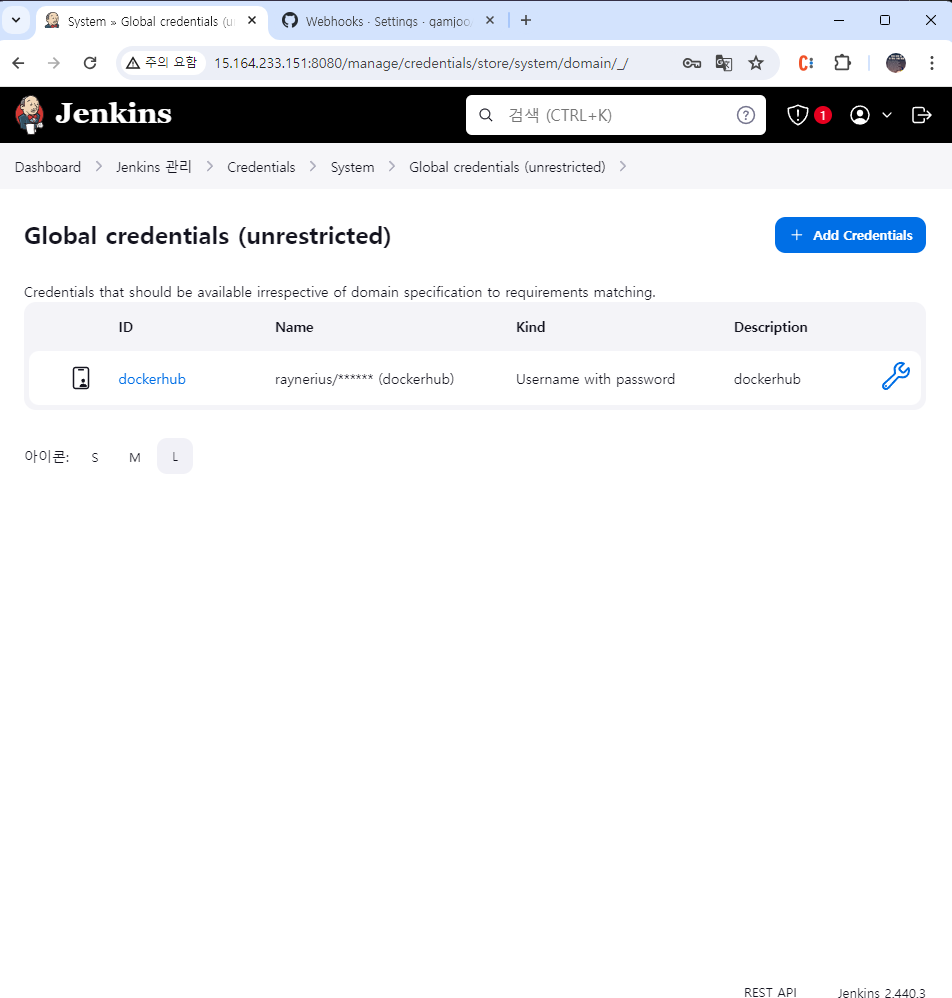 System » Global credentials (u
Webhooks · Settings · qamjoo
주의 요함 15.164.233.151:8080/manage/credentials/store/system/domain/_/
Jenkins
검색 (CTRL+K)
1
Dashboard
Jenkins 관리
Credentials
System
Global credentials (unrestricted)
Global credentials (unrestricted)
+ Add Credentials
Credentials that should be available irrespective of domain specification to requirements matching.
ID Name Kind Description
dockerhub raynerius/****** (dockerhub) Username with password dockerhub
아이콘: S M L
REST API Jenkins 2.440.3